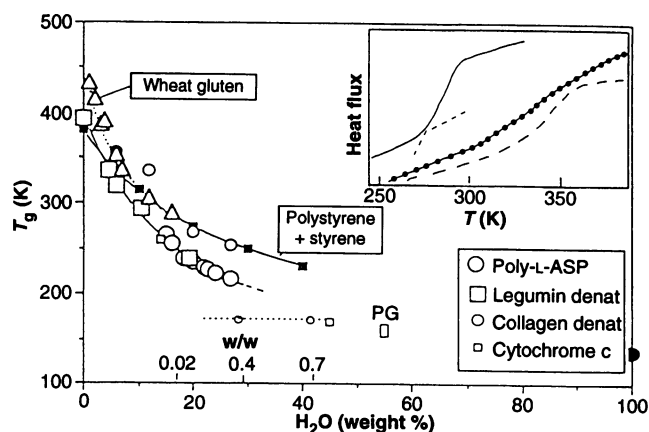 500
400
300
200
100
Tg (K)
Wheat gluten
Polystyrene
+ styrene
PG
w/w
0.02 0.4 0.7
0 20 40 60 80 100
H2O (weight %)
Heat flux
250 300 350
T (K)
Poly-L-ASP
Legumin denat
Collagen denat
Cytochrome c